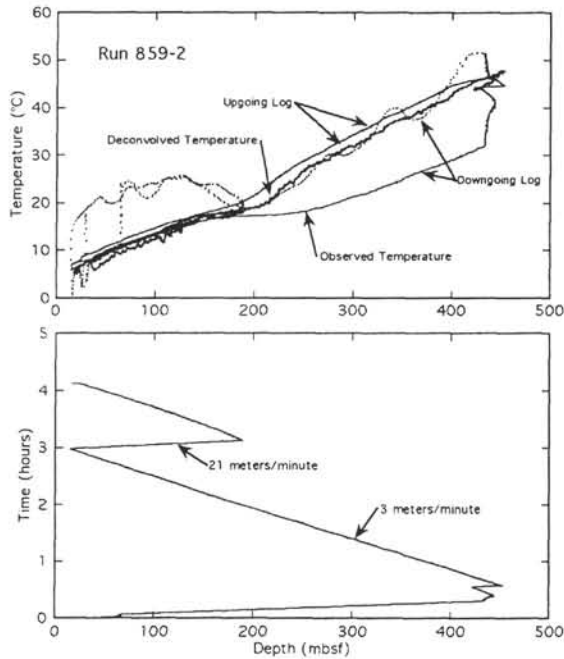 Run 859-2
Temperature (°C)
60
50
40
30
20
10
0
Upgoing Log
Deconvolved Temperature
Downgoing Log
Observed Temperature
0 100 200 300 400 500
Time (hours)
5
4
3
2
1
0
21 meters/minute
3 meters/minute
0 100 200 300 400 500
Depth (mbsf)